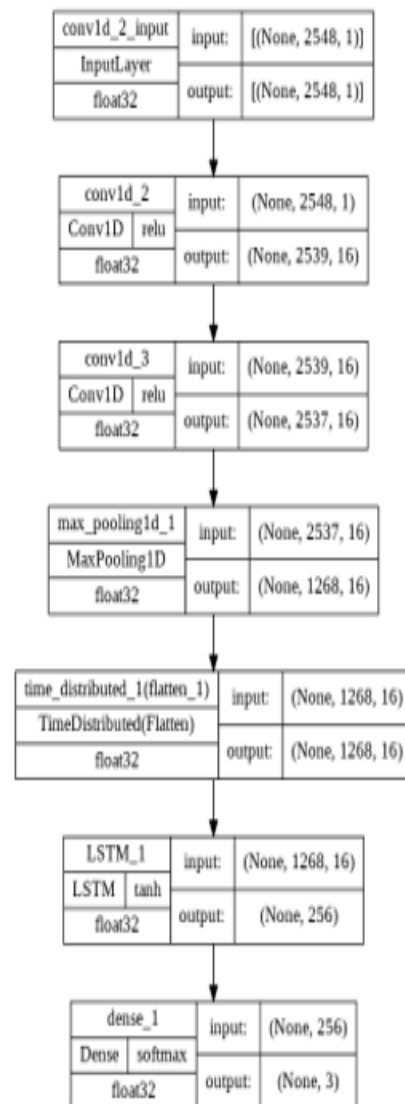 conv1d_2_input input: [(None, 2548, 1)]
InputLayer
float32 output: [(None, 2548, 1)]
conv1d_2 input: (None, 2548, 1)
Conv1D relu
float32 output: (None, 2539, 16)
conv1d_3 input: (None, 2539, 16)
Conv1D relu
float32 output: (None, 2537, 16)
max_pooling1d_1 input: (None, 2537, 16)
MaxPooling1D
float32 output: (None, 1268, 16)
time_distributed_1(flatten_1) input: (None, 1268, 16)
TimeDistributed(Flatten)
float32 output: (None, 1268, 16)
LSTM_1 input: (None, 1268, 16)
LSTM tanh
float32 output: (None, 256)
dense_1 input: (None, 256)
Dense softmax
float32 output: (None, 3)